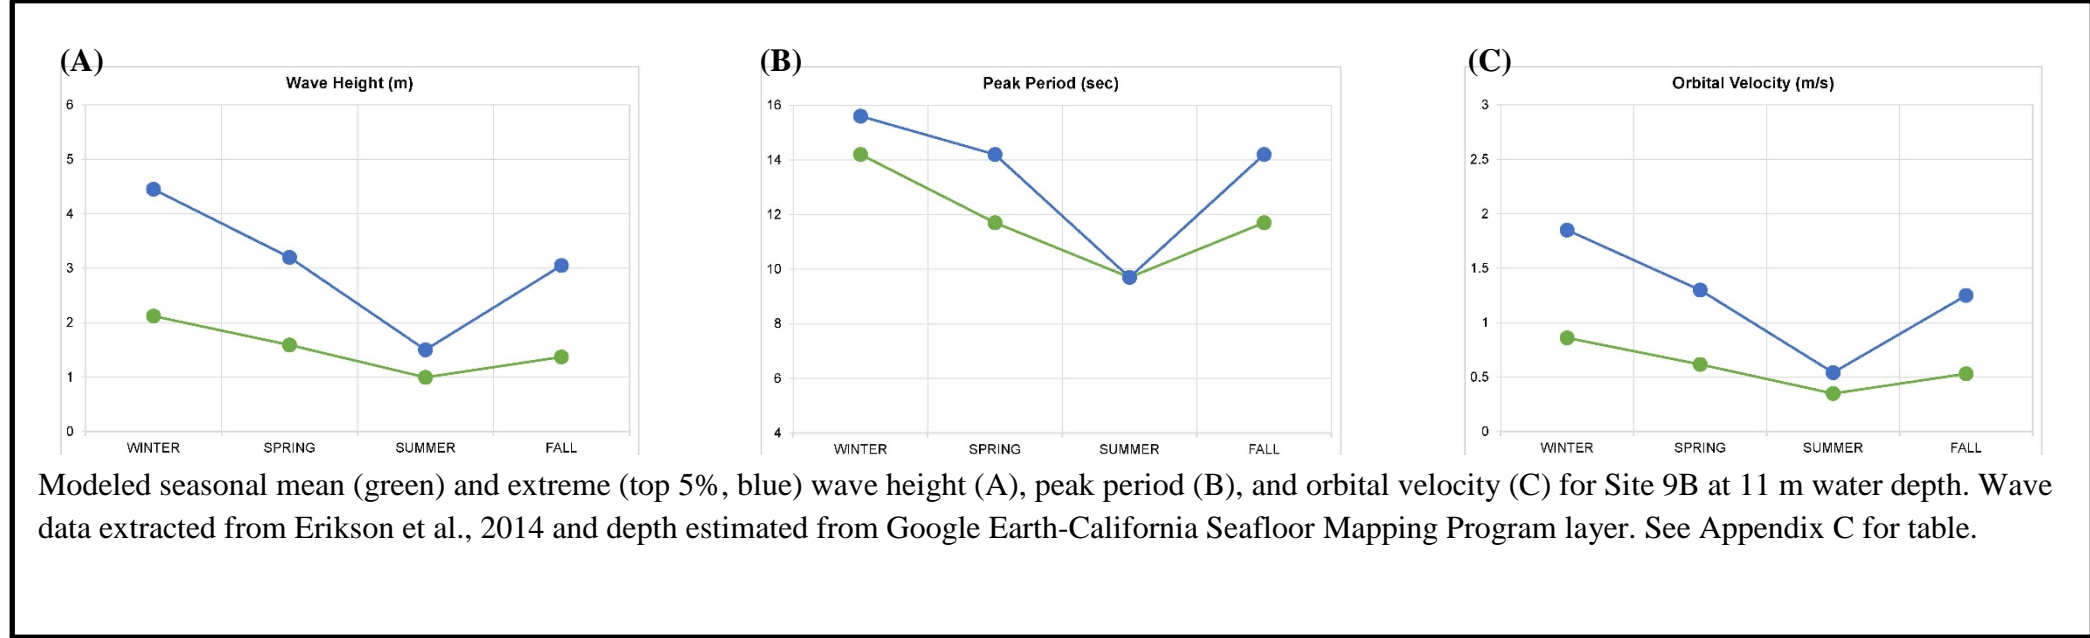 (A)
Wave Height (m)
6
5
4
3
2
1
0
WINTER SPRING SUMMER FALL
(B)
Peak Period (sec)
16
14
12
10
8
6
4
WINTER SPRING SUMMER FALL
(C)
Orbital Velocity (m/s)
3
2.5
2
1.5
1
0.5
0
WINTER SPRING SUMMER FALL
Modeled seasonal mean (green) and extreme (top 5%, blue) wave height (A), peak period (B), and orbital velocity (C) for Site 9B at 11 m water depth. Wave
data extracted from Erikson et al., 2014 and depth estimated from Google Earth-California Seafloor Mapping Program layer. See Appendix C for table.